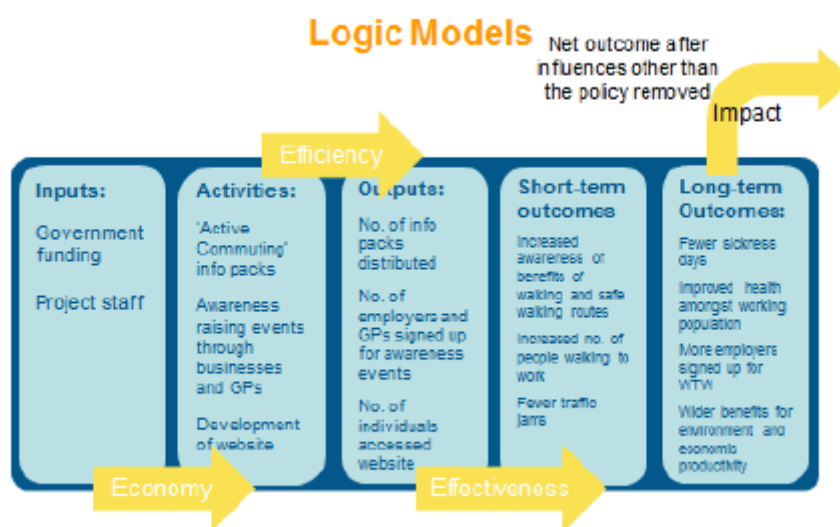 Logic Models
Net outcome after
influences other than
the policy removed
Impact
Efficiency
Inputs:
Government
funding
Project staff
Activities:
'Active
Commuting'
info packs
Awareness
raising events
through
businesses
and GPs
Development
of website
Outputs:
No. of info
packs
distributed
No. of
employers and
GPs signed up
for awareness
events
No. of
individuals
accessed
website
Short-term
outcomes
Increased
awareness of
benefits of
walking and safe
walking routes
Increased no. of
people walking to
work
Fewer traffic
jams
Long-term
Outcomes:
Fewer sickness
days
Improved health
amongst working
population
More employers
signed up for
WTW
Wider benefits for
environment and
economic
productivity
Economy
Effectiveness